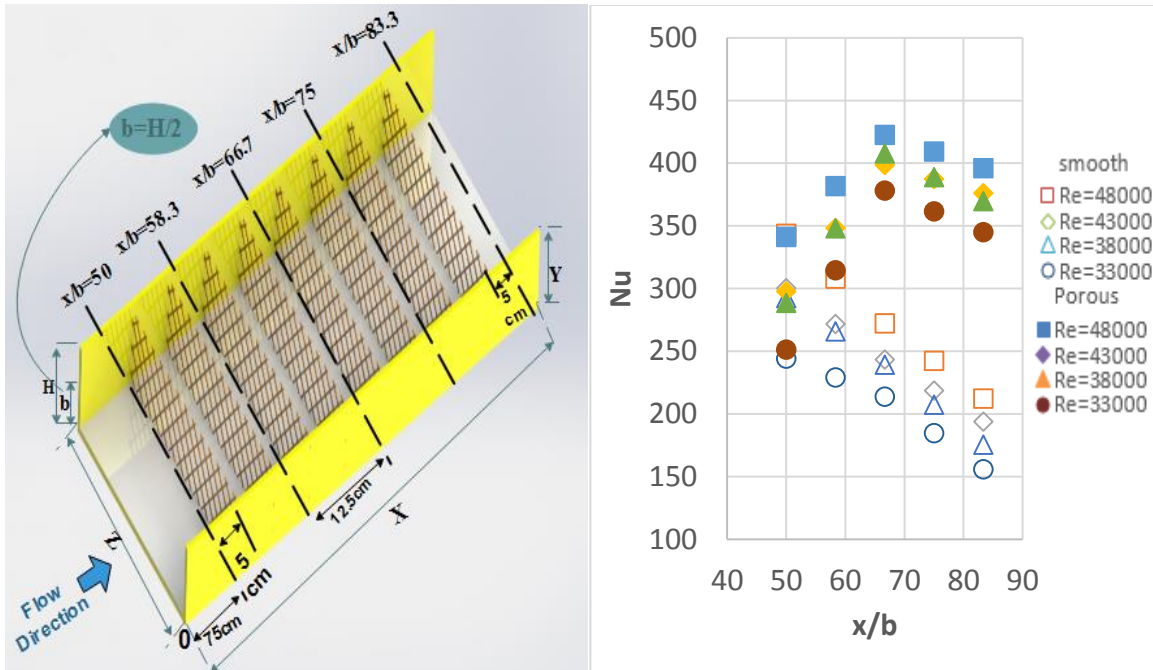 x/b=83.3
x/b=75
b=H/2
x/b=66.7
x/b=58.3
x/b=50
H
b
Y
5
cm
12.5cm
X
Z
5
cm
75cm
0
Flow
Direction
500
450
400
350
300
250
200
150
100
Nu
40 50 60 70 80 90
x/b
smooth
Re=48000
Re=43000
Re=38000
Re=33000
Porous
Re=48000
Re=43000
Re=38000
Re=33000